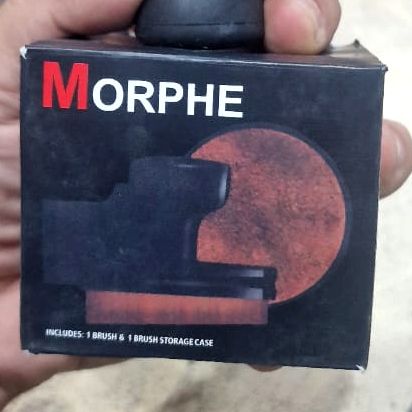 MORPHE
INCLUDES: 1 BRUSH & 1 BRUSH STORAGE CASE